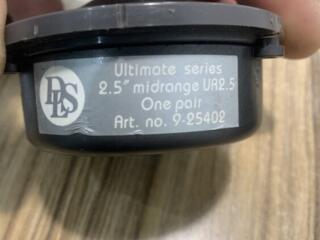 DLS
Ultimate series
2.5" midrange UR2.5
One pair
Art. no. 9-25402